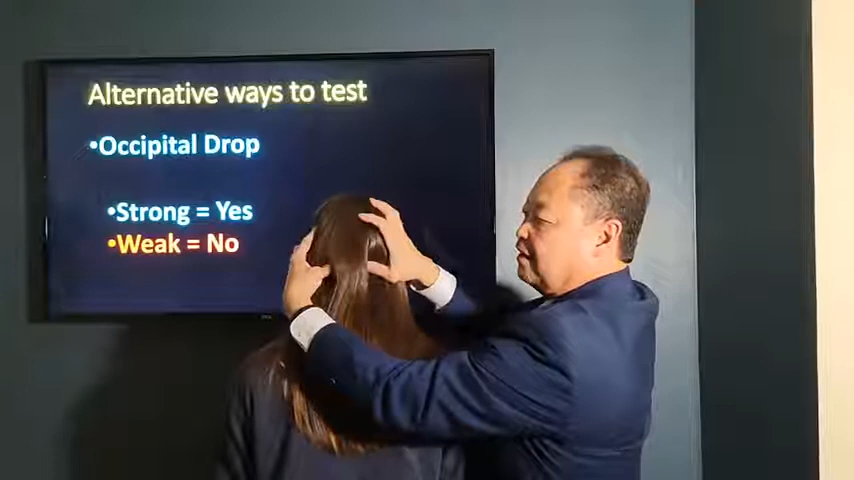 Alternative ways to test
•Occipital Drop
•Strong = Yes
•Weak = No